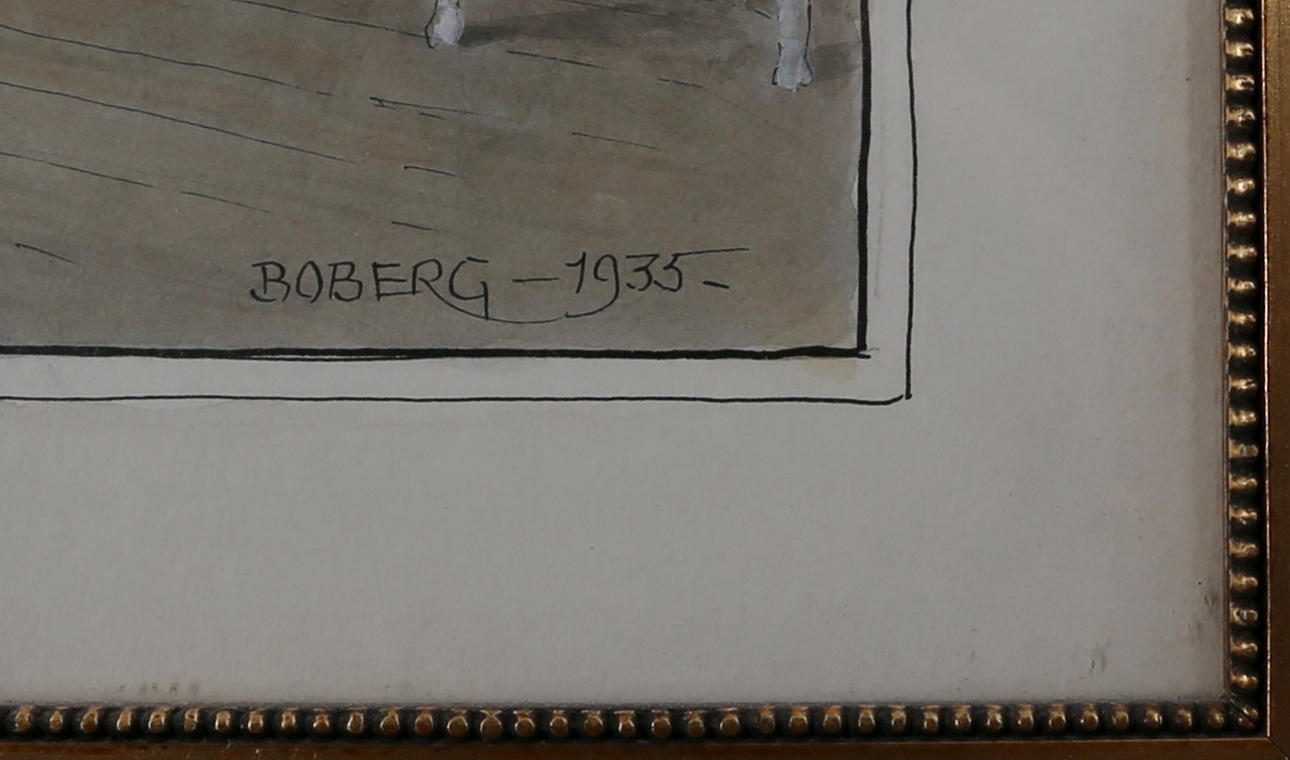 BOBERG – 1935 –